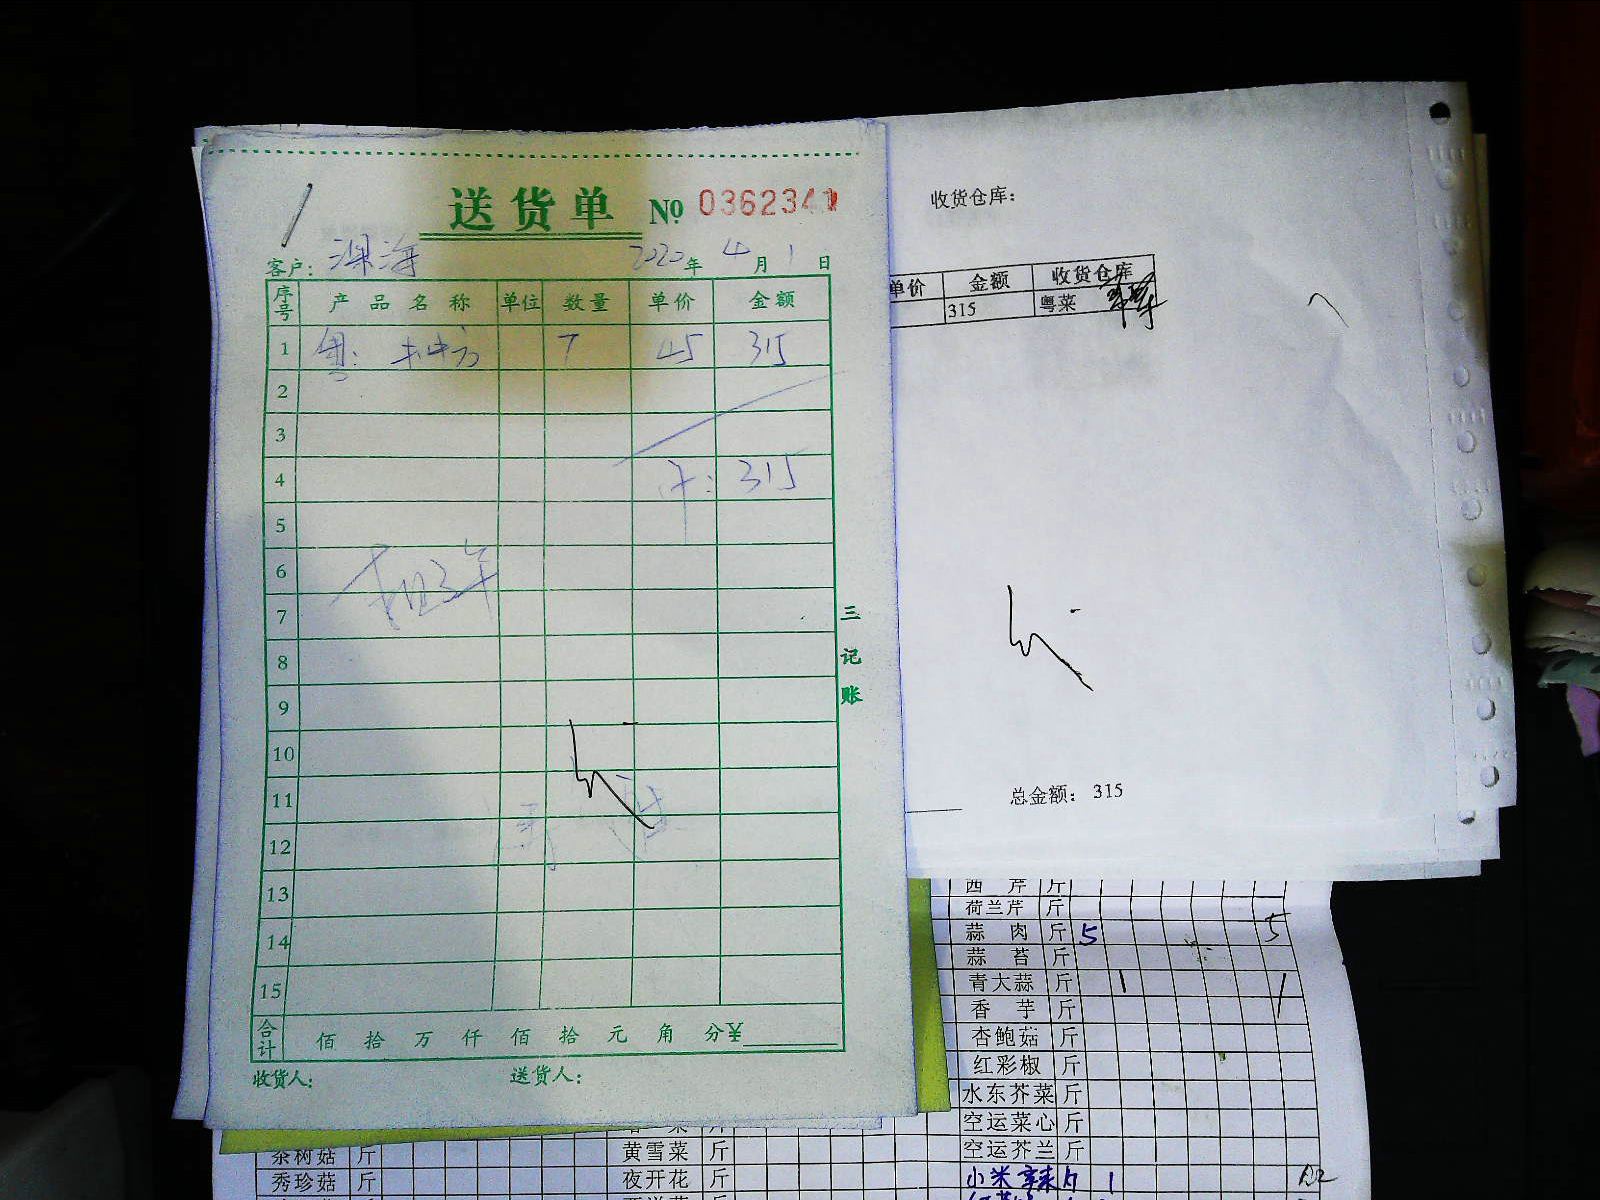 送货单 № 0362341
客户: 深海 2020年 4月 1日
序号 产品名称 单位 数量 单价 金额
1 粤: 7 45 315
2
3
4 计: 315
5
6
7
8
9
10
11
12
13
14
15
合计 佰 拾 万 仟 佰 拾 元 角 分 ¥
收货人: 送货人:
三记账
收货仓库:
单价 金额 收货仓库
315 粤菜
总金额: 315
西芹 斤
荷兰芹 斤
蒜肉 斤 5 5
蒜苔 斤
青大蒜 斤 1 1
香芋 斤
杏鲍菇 斤
红彩椒 斤
水东芥菜 斤
空运菜心 斤
茶树菇 斤 黄雪菜 斤 空运芥兰 斤
秀珍菇 斤 夜开花 斤 小米辣 斤 1